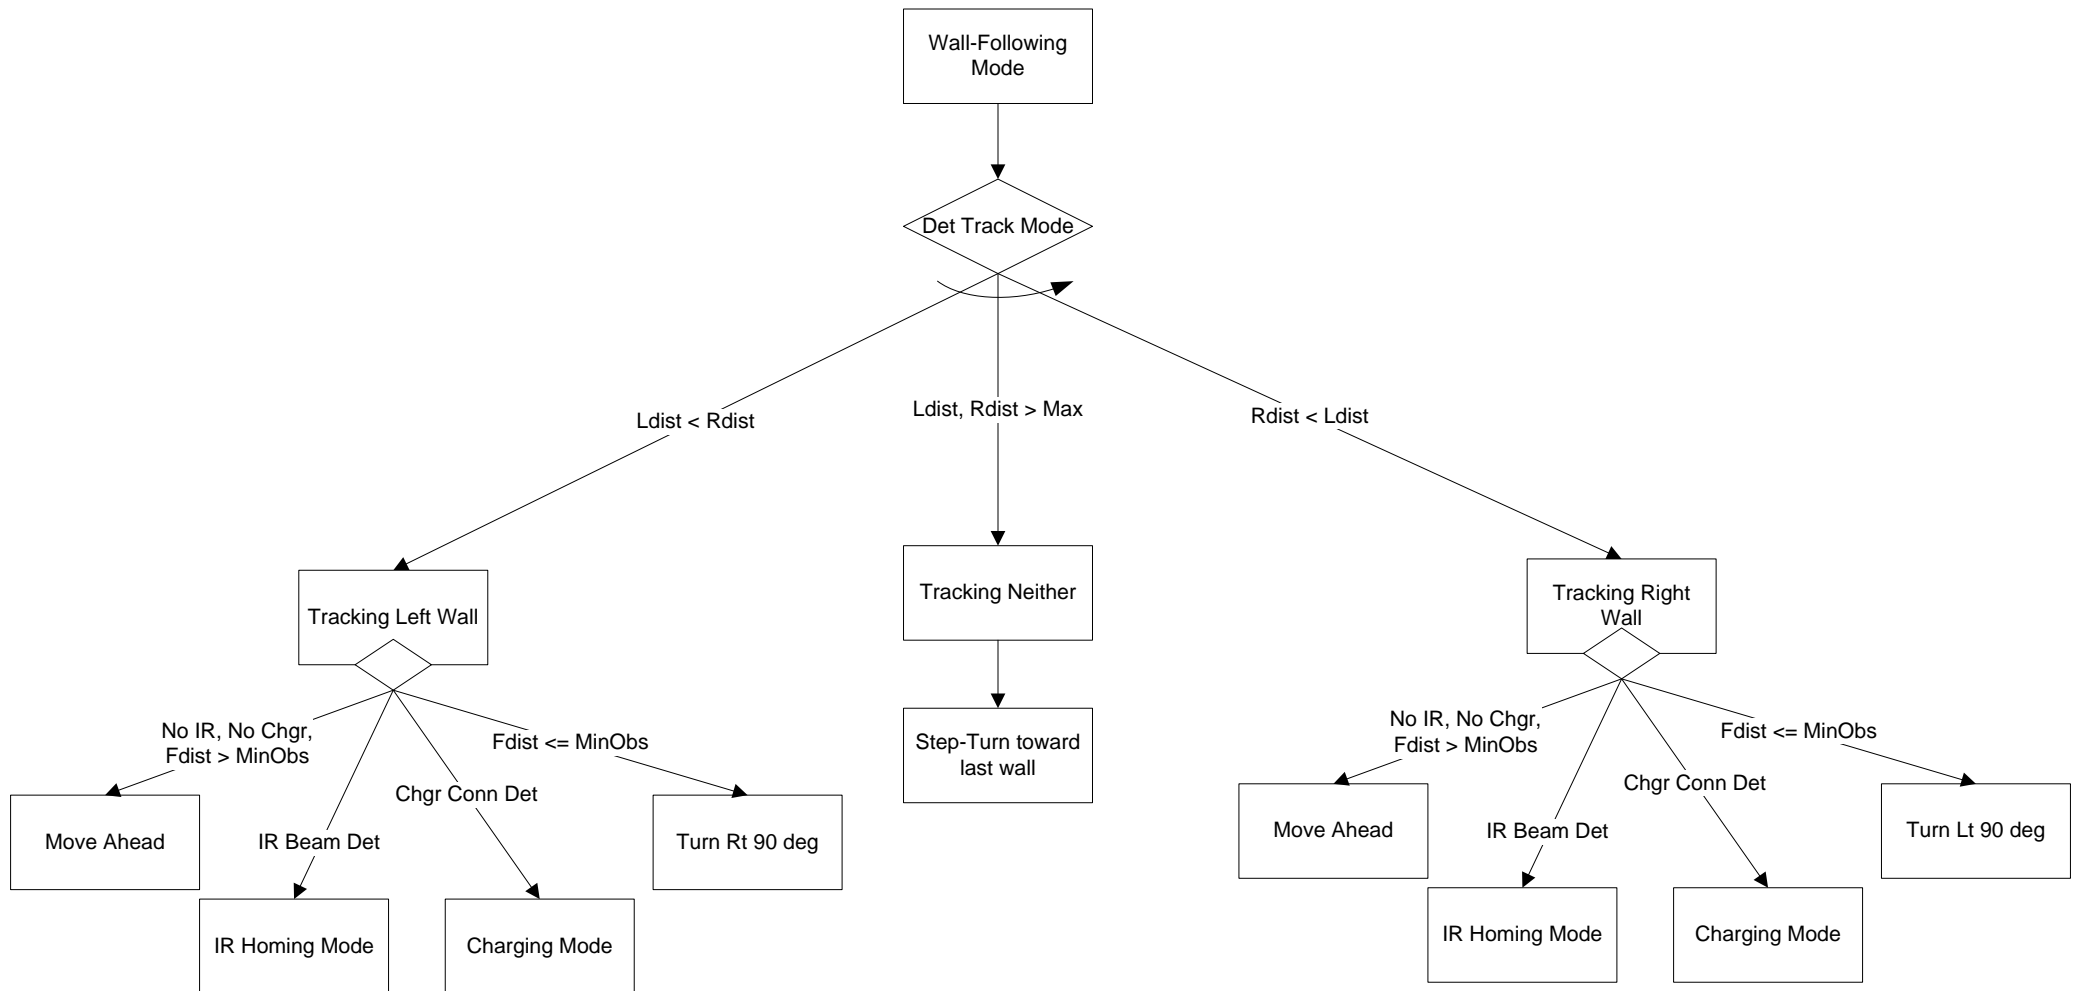 Wall-Following
Mode
Det Track Mode
Ldist < Rdist
Ldist, Rdist > Max
Rdist < Ldist
Tracking Left Wall
Tracking Neither
Tracking Right
Wall
No IR, No Chgr,
Fdist > MinObs
Fdist <= MinObs
Chgr Conn Det
IR Beam Det
Move Ahead
Turn Rt 90 deg
IR Homing Mode
Charging Mode
Step-Turn toward
last wall
No IR, No Chgr,
Fdist > MinObs
Fdist <= MinObs
Chgr Conn Det
IR Beam Det
Move Ahead
Turn Lt 90 deg
IR Homing Mode
Charging Mode